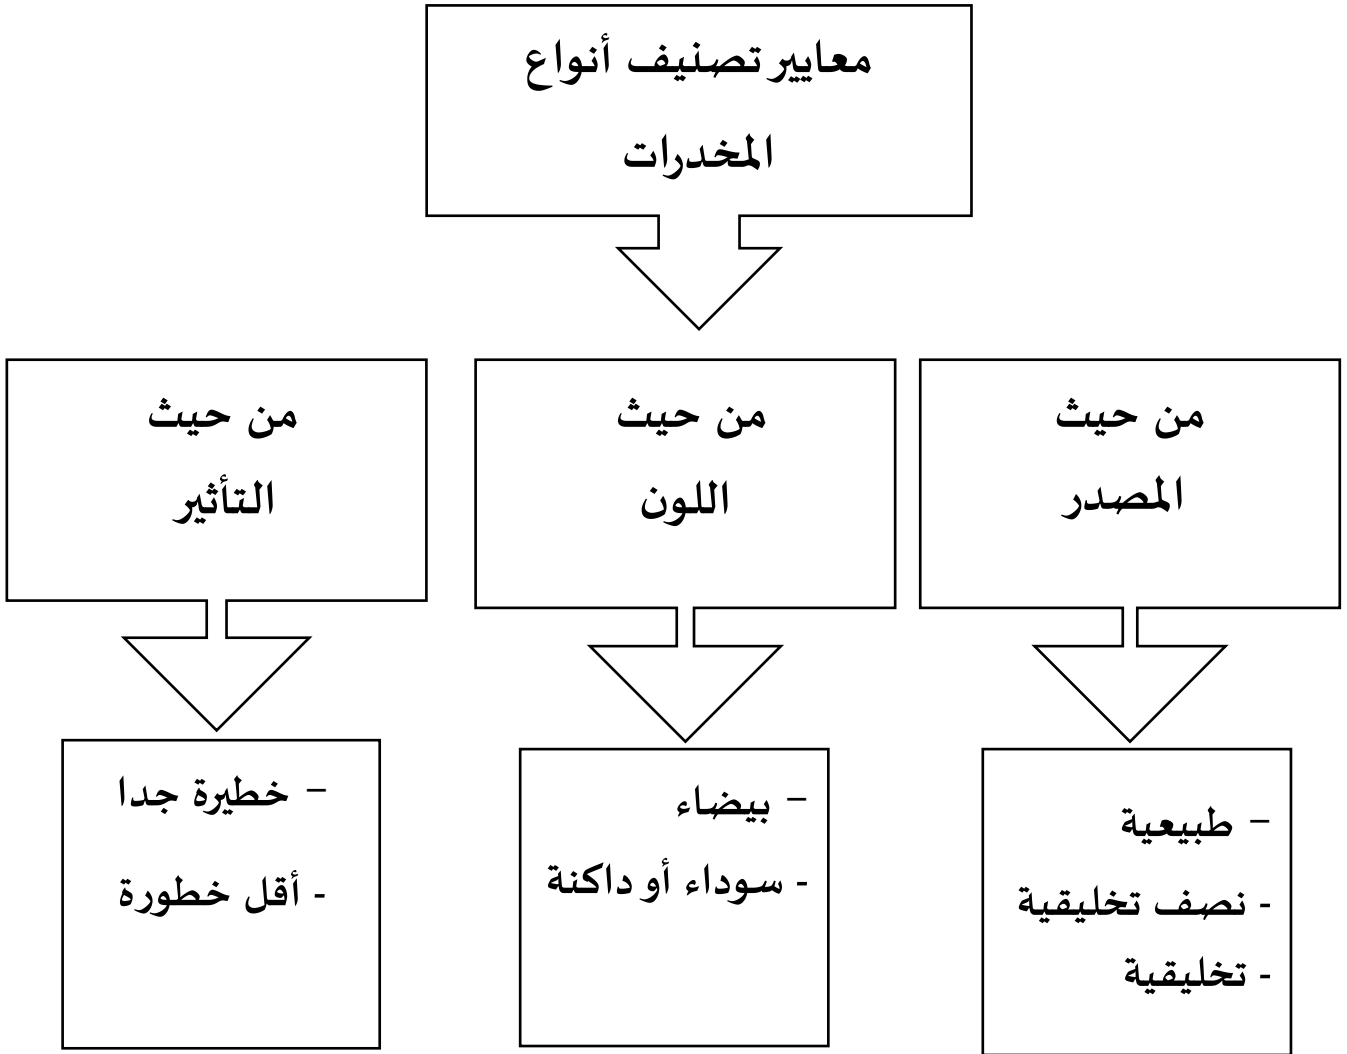 معايير تصنيف أنواع
المخدرات
من حيث
المصدر
من حيث
اللون
من حيث
التأثير
– طبيعية
- نصف تخليقية
- تخليقية
– بيضاء
- سوداء أو داكنة
– خطيرة جدا
- أقل خطورة